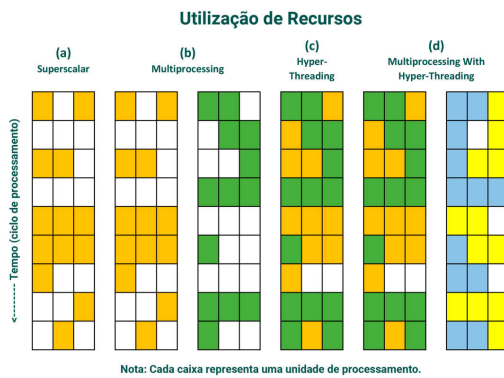 Utilização de Recursos
(a)
Superscalar
(b)
Multiprocessing
(c)
Hyper-
Threading
(d)
Multiprocessing With
Hyper-Threading
<-------- Tempo (ciclo de processamento)
Nota: Cada caixa representa uma unidade de processamento.